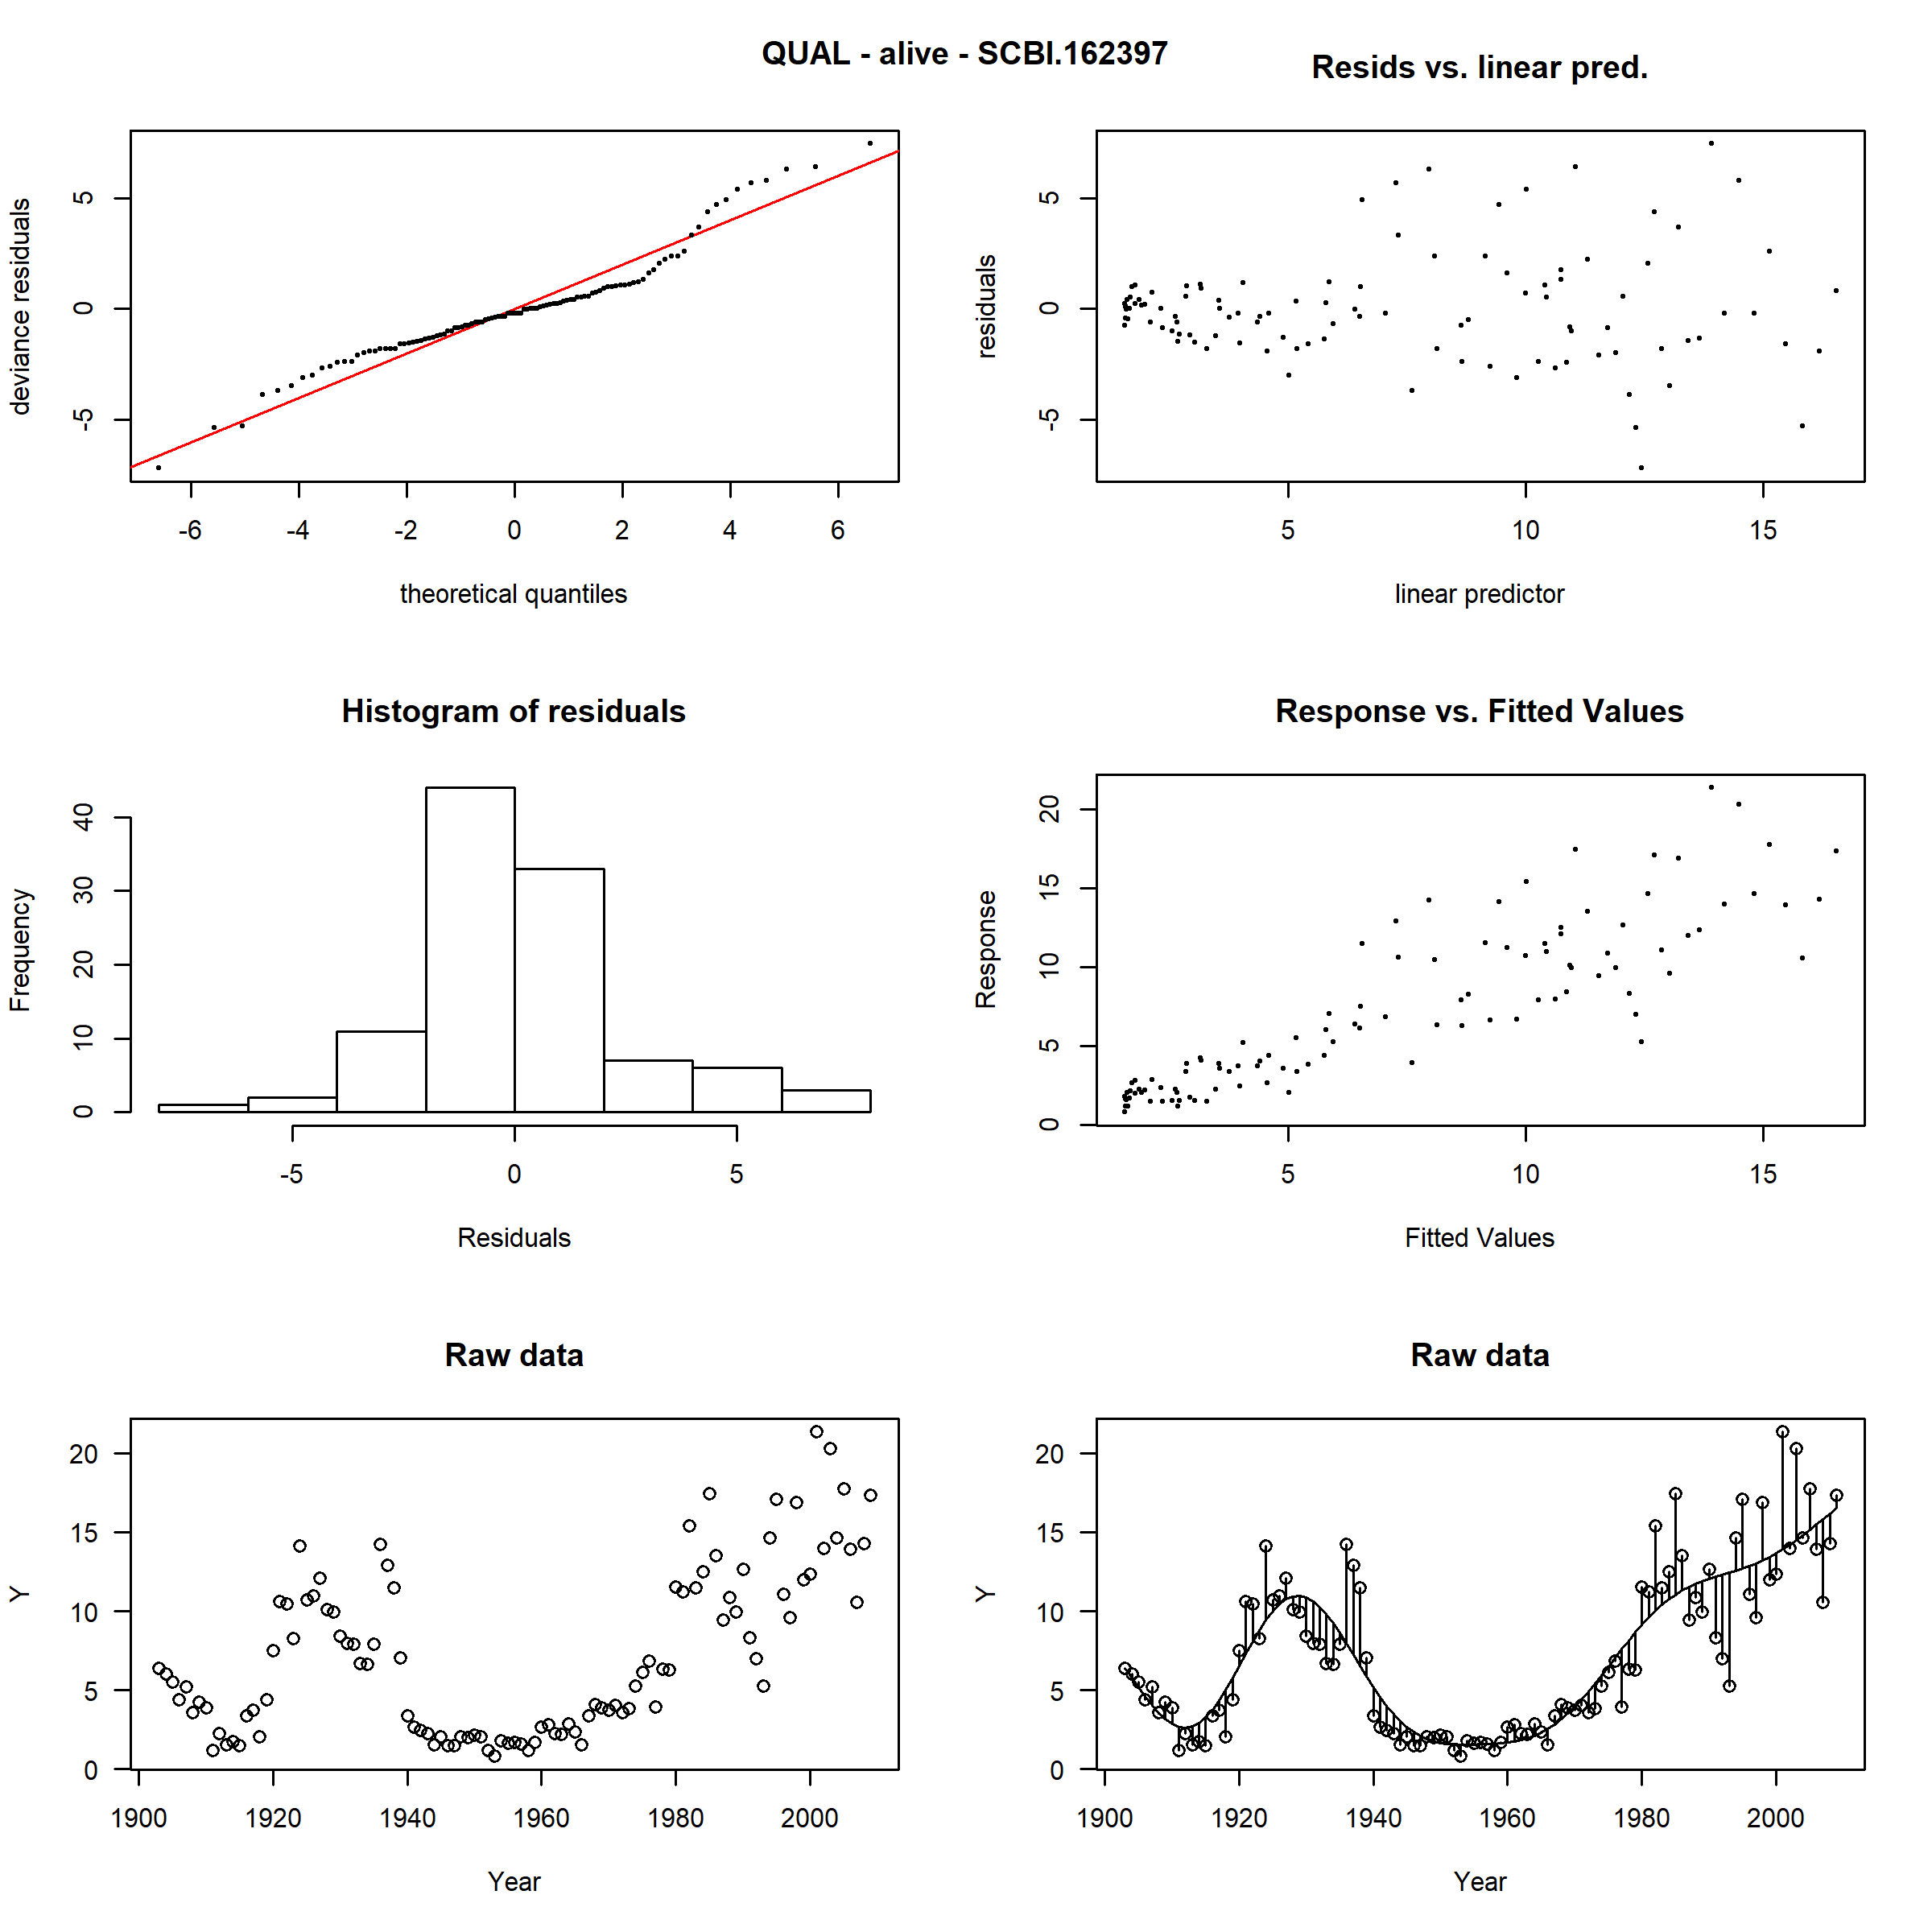 QUAL - alive - SCBI.162397
Resids vs. linear pred.
deviance residuals
5
0
-5
-6 -4 -2 0 2 4 6
theoretical quantiles
residuals
5
0
-5
5 10 15
linear predictor
Histogram of residuals
Frequency
40
30
20
10
0
-5 0 5
Residuals
Response vs. Fitted Values
Response
20
15
10
5
0
5 10 15
Fitted Values
Raw data
Y
20
15
10
5
0
1900 1920 1940 1960 1980 2000
Year
Raw data
Y
20
15
10
5
0
1900 1920 1940 1960 1980 2000
Year